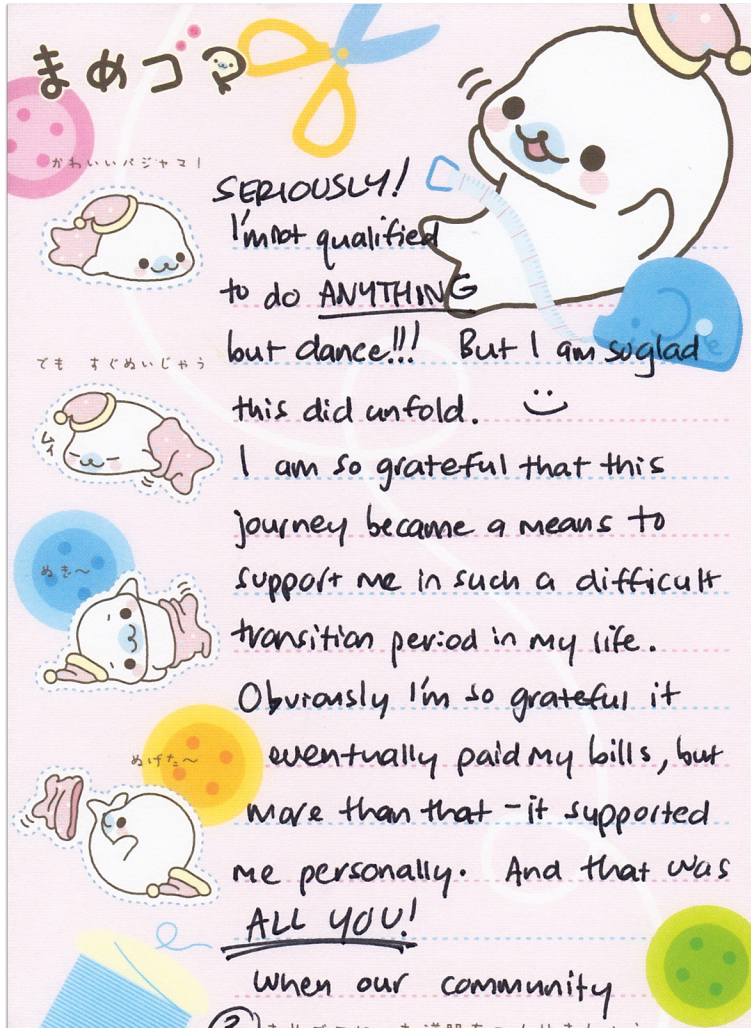 まめゴマ
かわいいパジャマ!
SERIOUSLY!
I'm not qualified
to do ANYTHING
but dance!!! But I am so glad
でも すぐぬいじゃう
this did unfold.
I am so grateful that this
ムイ
journey became a means to
support me in such a difficult
ぬぎ〜
transition period in my life.
Obviously I'm so grateful it
eventually paid my bills, but
ぬげた〜
more than that – it supported
me personally. And that was
ALL YOU!
When our community